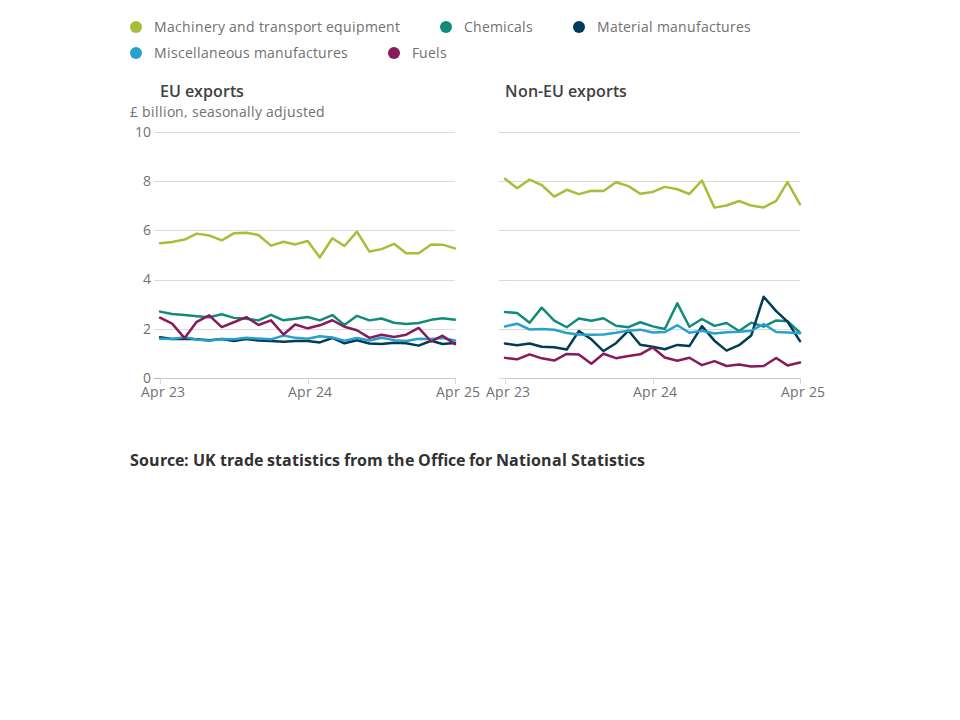 Machinery and transport equipment Chemicals Material manufactures
Miscellaneous manufactures Fuels
EU exports Non-EU exports
£ billion, seasonally adjusted
10
8
6
4
2
0
Apr 23 Apr 24 Apr 25 Apr 23 Apr 24 Apr 25
Source: UK trade statistics from the Office for National Statistics